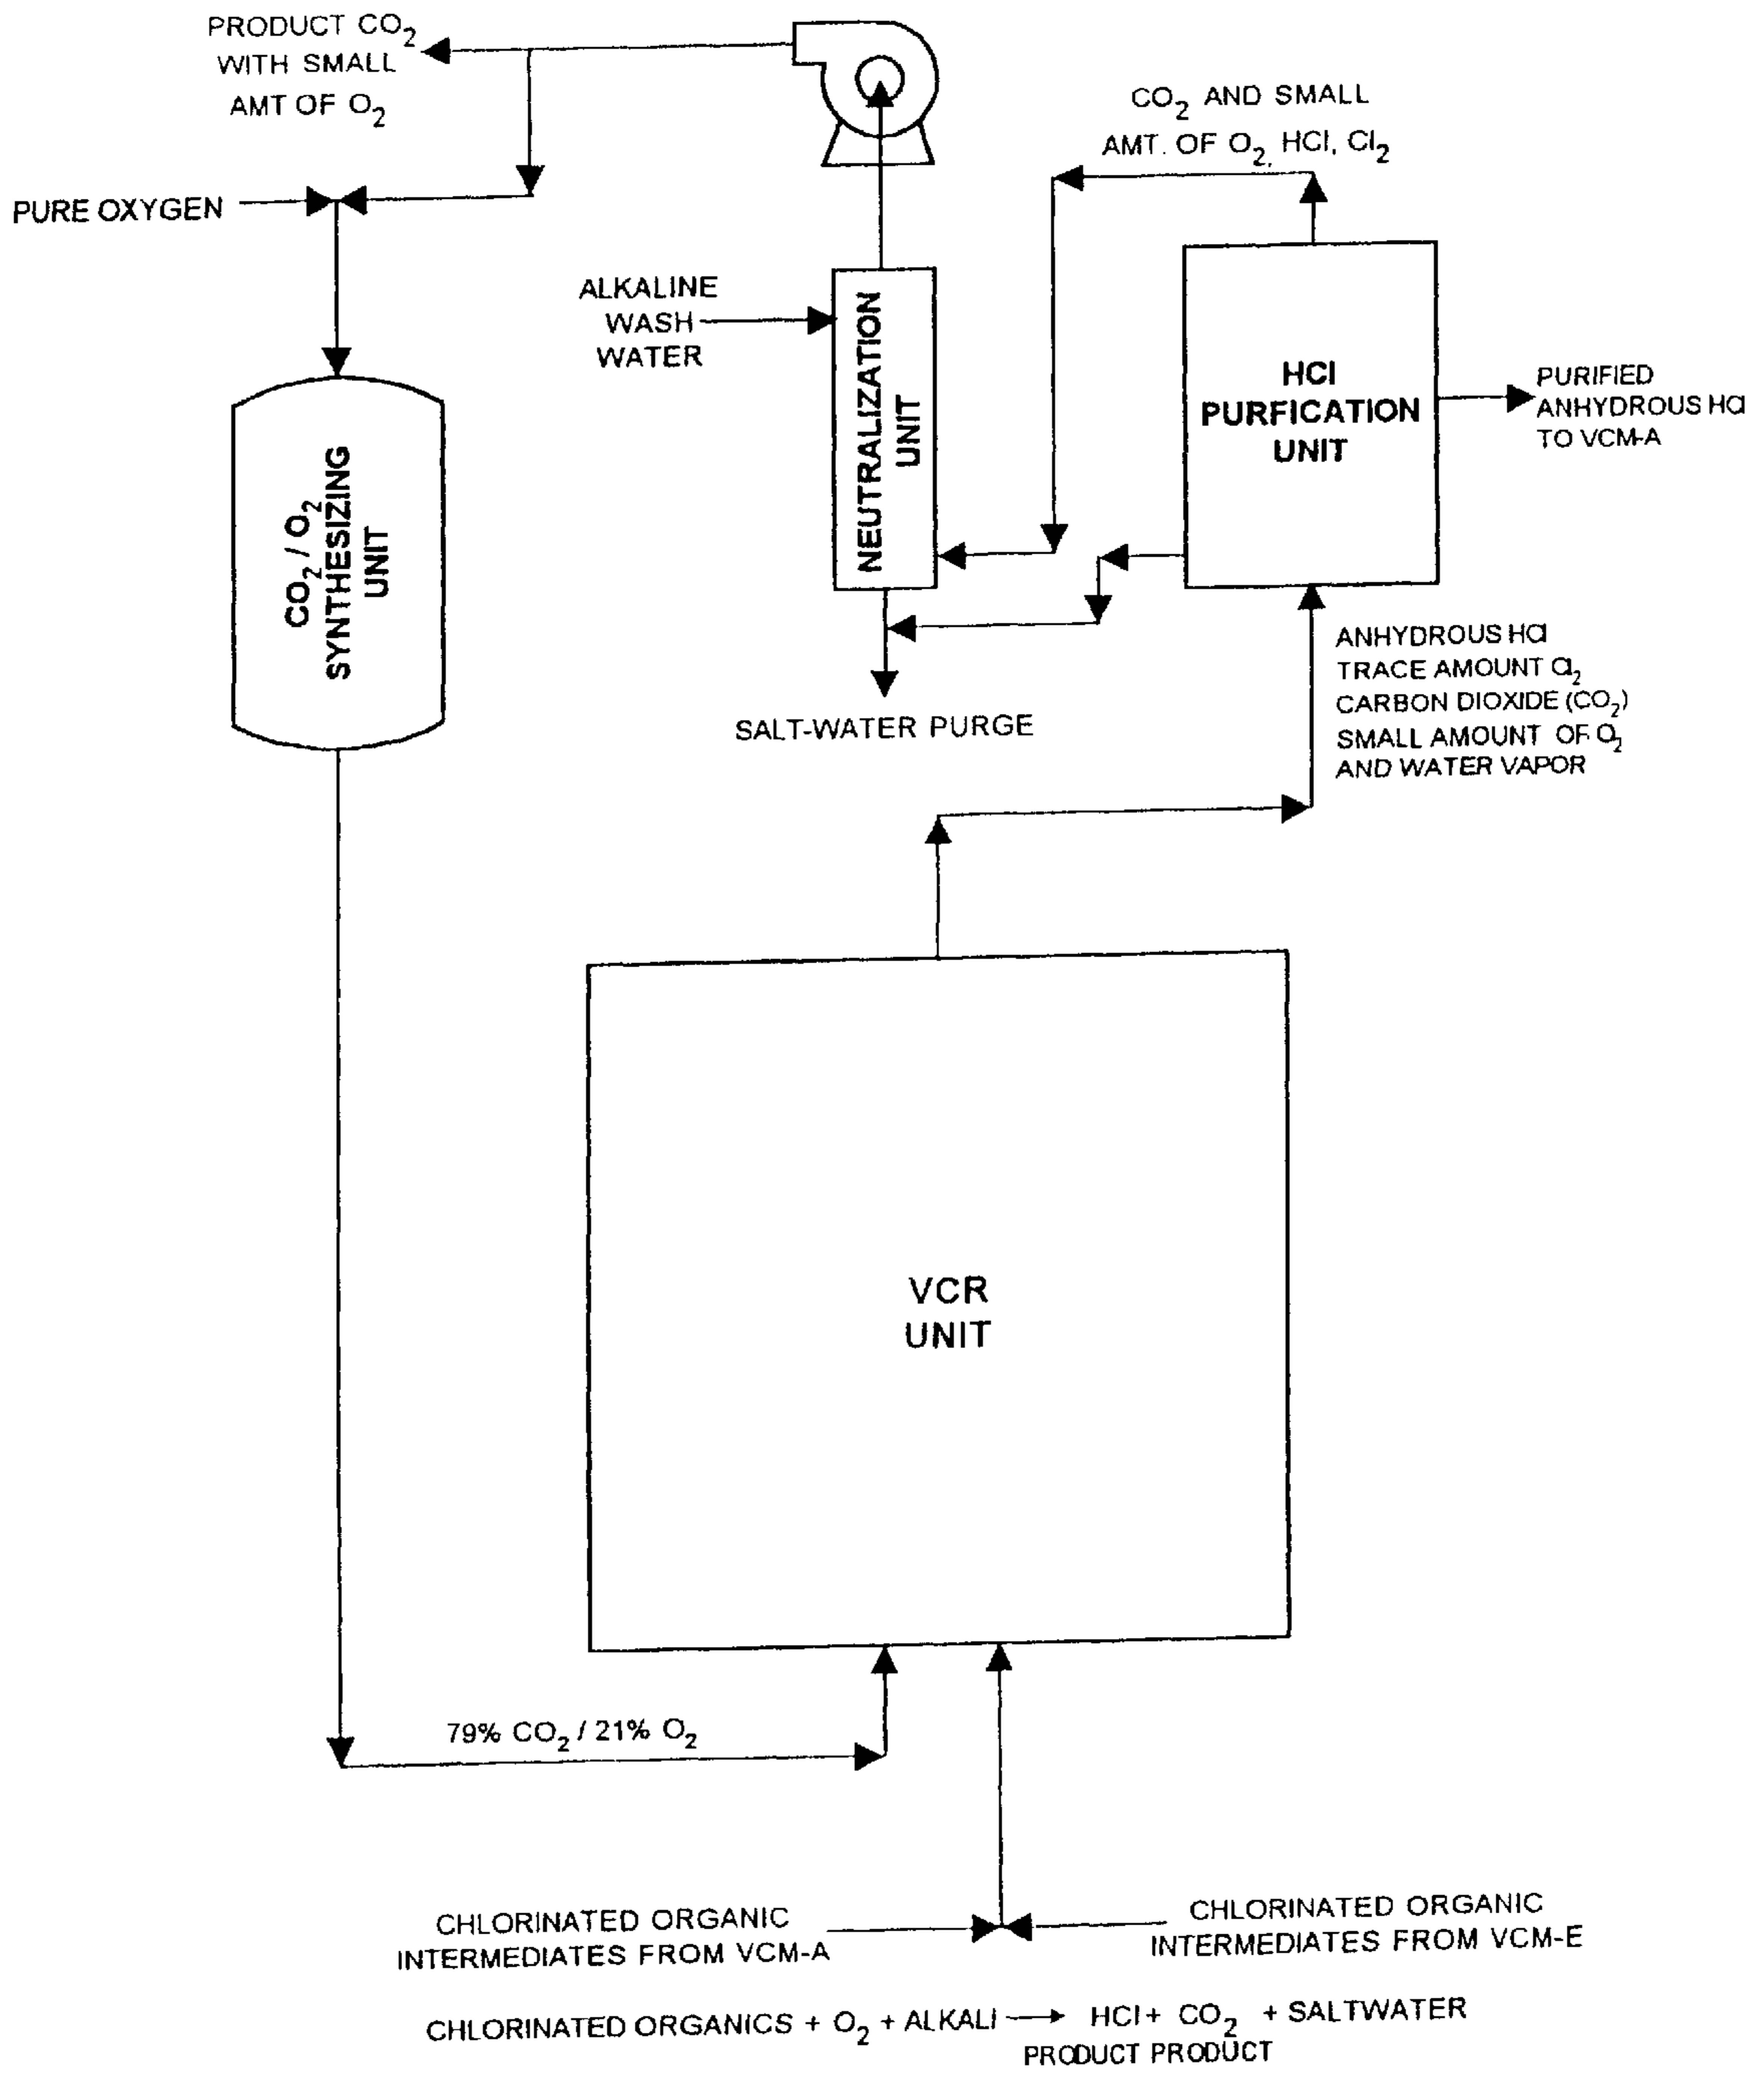 PRODUCT CO2
WITH SMALL
AMT OF O2
CO2 AND SMALL
AMT. OF O2, HCl, Cl2
PURE OXYGEN
ALKALINE
WASH
WATER
NEUTRALIZATION
UNIT
HCl
PURFICATION
UNIT
PURIFIED
ANHYDROUS HCl
TO VCM-A
CO2 / O2
SYNTHESIZING
UNIT
ANHYDROUS HCl
TRACE AMOUNT Cl2
CARBON DIOXIDE (CO2)
SMALL AMOUNT OF O2
AND WATER VAPOR
SALT-WATER PURGE
VCR
UNIT
79% CO2 / 21% O2
CHLORINATED ORGANIC
INTERMEDIATES FROM VCM-A
CHLORINATED ORGANIC
INTERMEDIATES FROM VCM-E
CHLORINATED ORGANICS + O2 + ALKALI → HCl + CO2 + SALTWATER
PRODUCT PRODUCT